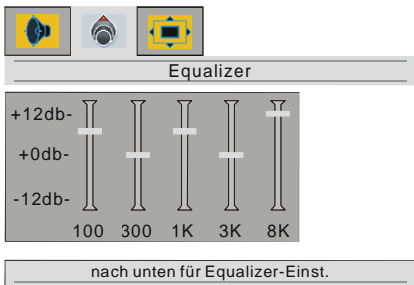 Equalizer
+12db-
+0db-
-12db-
100 300 1K 3K 8K
nach unten für Equalizer-Einst.